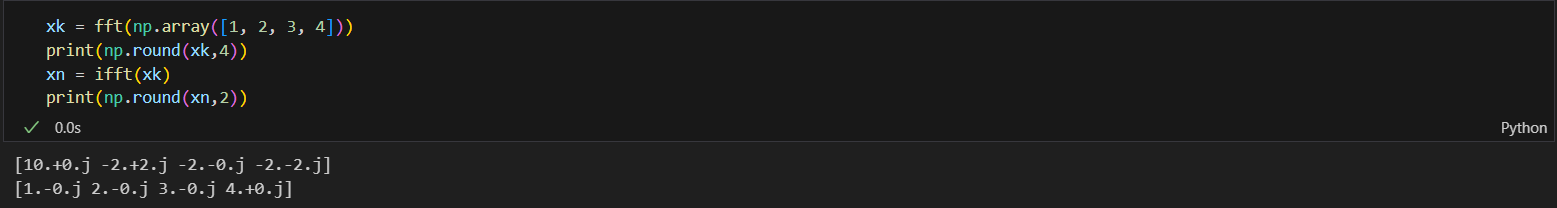 xk = fft(np.array([1, 2, 3, 4]))
print(np.round(xk,4))
xn = ifft(xk)
print(np.round(xn,2))
0.0s
Python
[10.+0.j -2.+2.j -2.-0.j -2.-2.j]
[1.-0.j 2.-0.j 3.-0.j 4.+0.j]